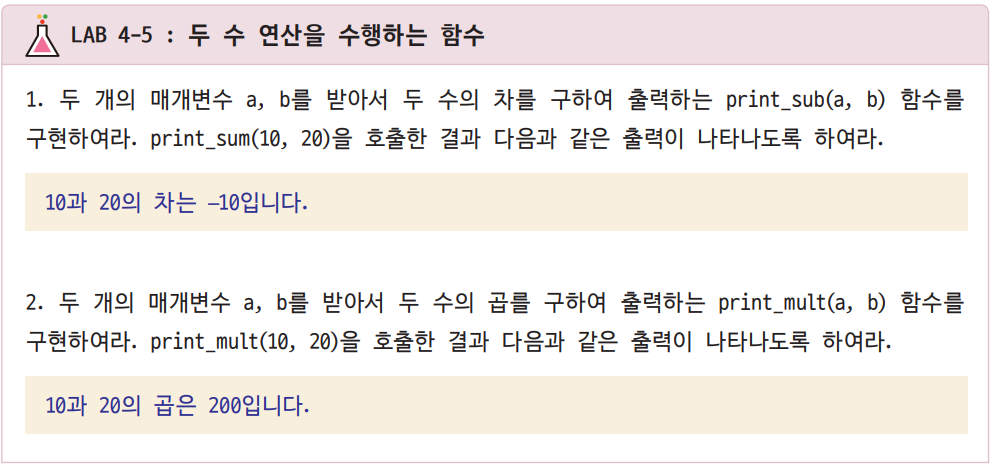 LAB 4-5 : 두 수 연산을 수행하는 함수
1. 두 개의 매개변수 a, b를 받아서 두 수의 차를 구하여 출력하는 print_sub(a, b) 함수를
구현하여라. print_sum(10, 20)을 호출한 결과 다음과 같은 출력이 나타나도록 하여라.
10과 20의 차는 –10입니다.
2. 두 개의 매개변수 a, b를 받아서 두 수의 곱를 구하여 출력하는 print_mult(a, b) 함수를
구현하여라. print_mult(10, 20)을 호출한 결과 다음과 같은 출력이 나타나도록 하여라.
10과 20의 곱은 200입니다.